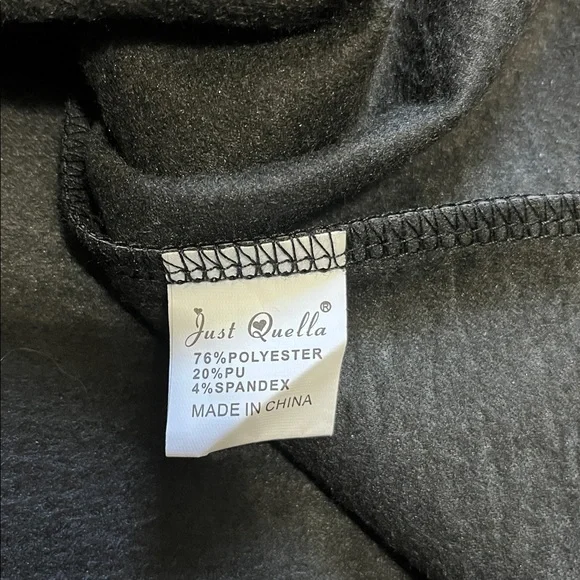 Just Quella®
76%POLYESTER
20%PU
4%SPANDEX
MADE IN CHINA